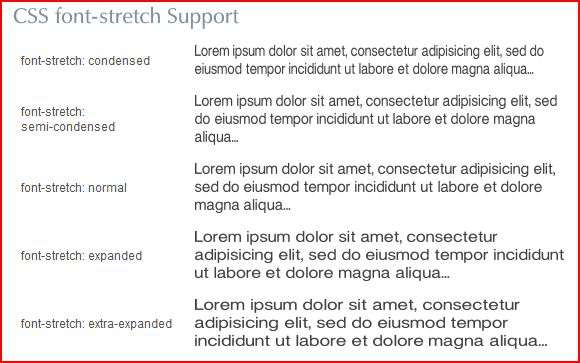 CSS font-stretch Support
font-stretch: condensed
Lorem ipsum dolor sit amet, consectetur adipisicing elit, sed do
eiusmod tempor incididunt ut labore et dolore magna aliqua...
font-stretch:
semi-condensed
Lorem ipsum dolor sit amet, consectetur adipisicing elit, sed
do eiusmod tempor incididunt ut labore et dolore magna
aliqua...
font-stretch: normal
Lorem ipsum dolor sit amet, consectetur adipisicing elit,
sed do eiusmod tempor incididunt ut labore et dolore
magna aliqua...
font-stretch: expanded
Lorem ipsum dolor sit amet, consectetur
adipisicing elit, sed do eiusmod tempor incididunt
ut labore et dolore magna aliqua...
font-stretch: extra-expanded
Lorem ipsum dolor sit amet, consectetur
adipisicing elit, sed do eiusmod tempor
incididunt ut labore et dolore magna aliqua...